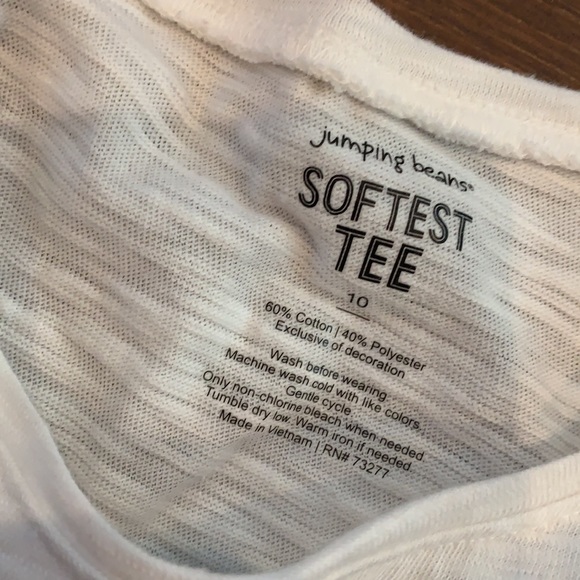 jumping beans®
SOFTEST
TEE
10
60% Cotton | 40% Polyester
Exclusive of decoration
Wash before wearing.
Machine wash cold with like colors.
Gentle cycle.
Only non-chlorine bleach when needed.
Tumble dry low. Warm iron if needed.
Made in Vietnam | RN# 73277